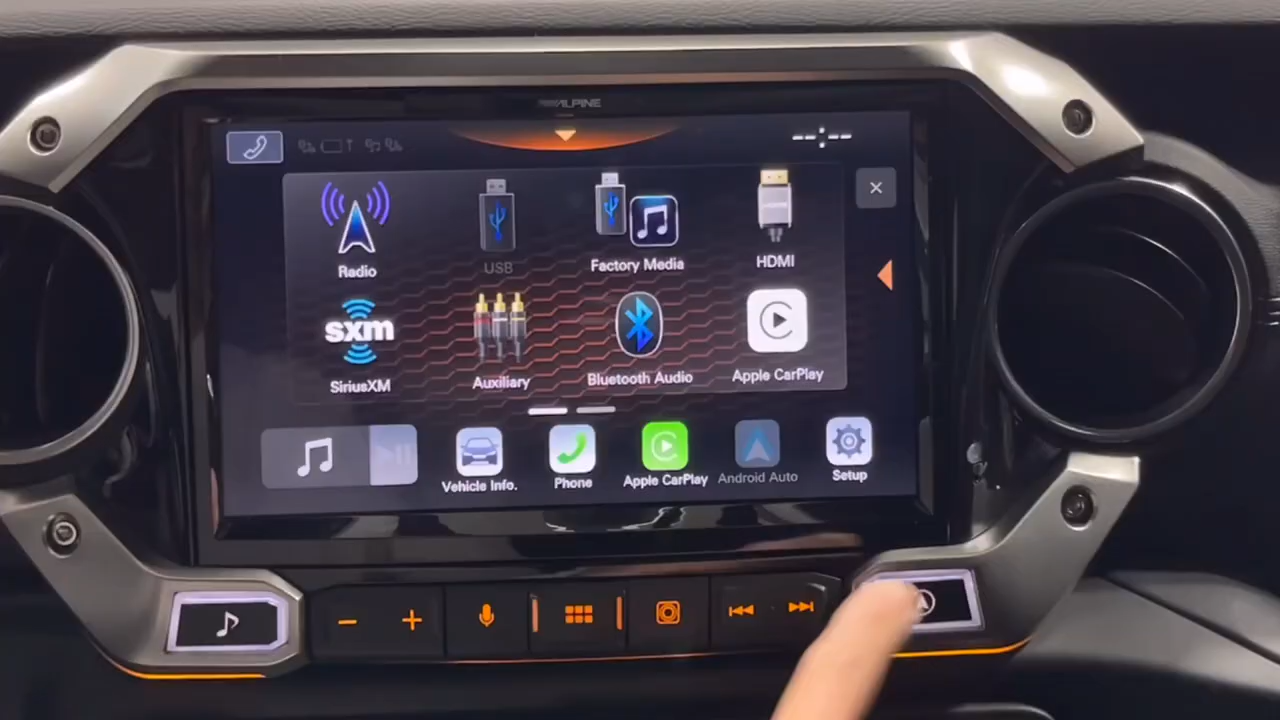 ALPINE
Radio
USB
Factory Media
HDMI
sxm
SiriusXM
Auxiliary
Bluetooth Audio
Apple CarPlay
Vehicle Info.
Phone
Apple CarPlay
Android Auto
Setup